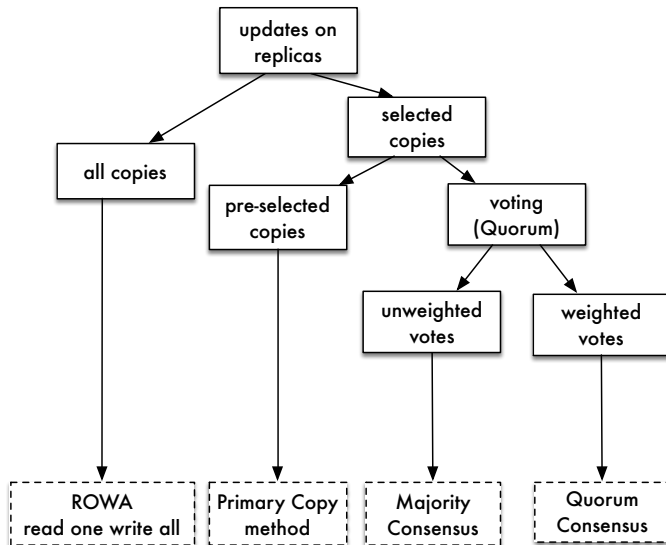 updates on
replicas
selected
copies
all copies
pre-selected
copies
voting
(Quorum)
unweighted
votes
weighted
votes
ROWA
read one write all
Primary Copy
method
Majority
Consensus
Quorum
Consensus